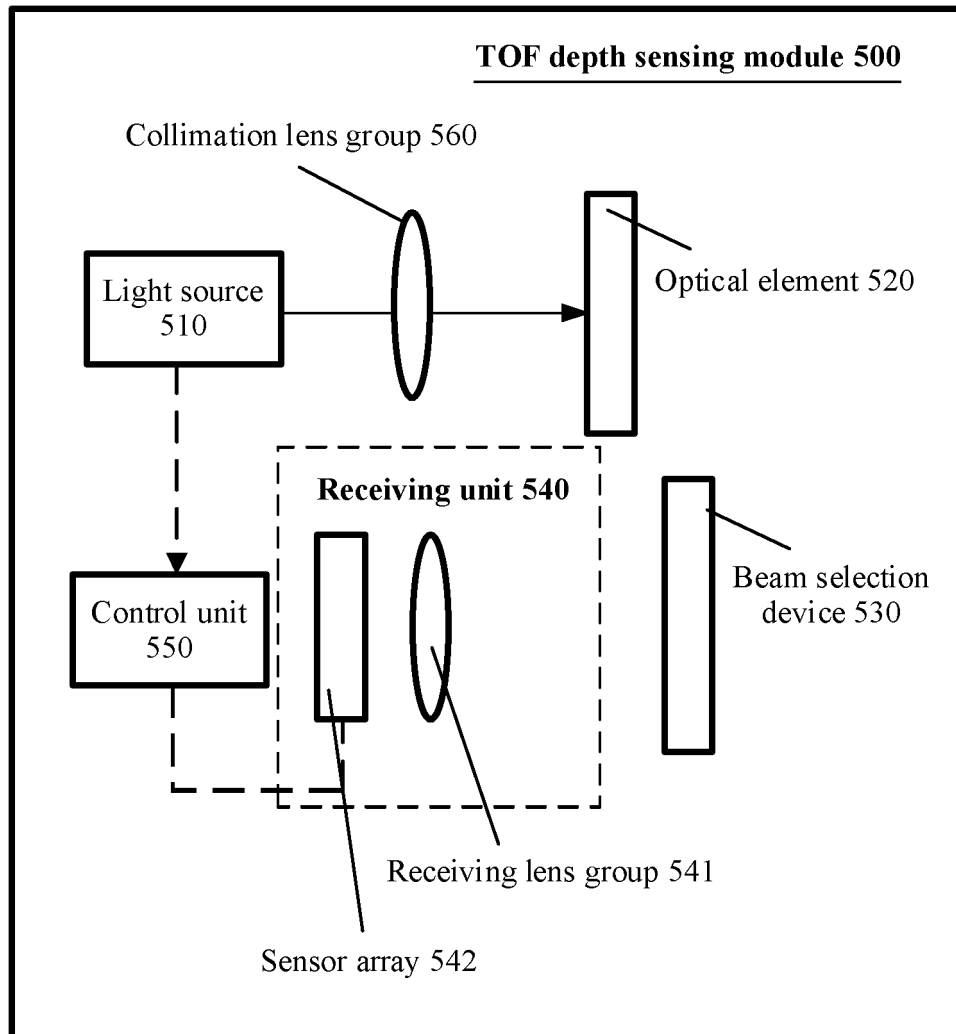 TOF depth sensing module 500
Collimation lens group 560
Light source
510
Optical element 520
Receiving unit 540
Control unit
550
Beam selection
device 530
Receiving lens group 541
Sensor array 542